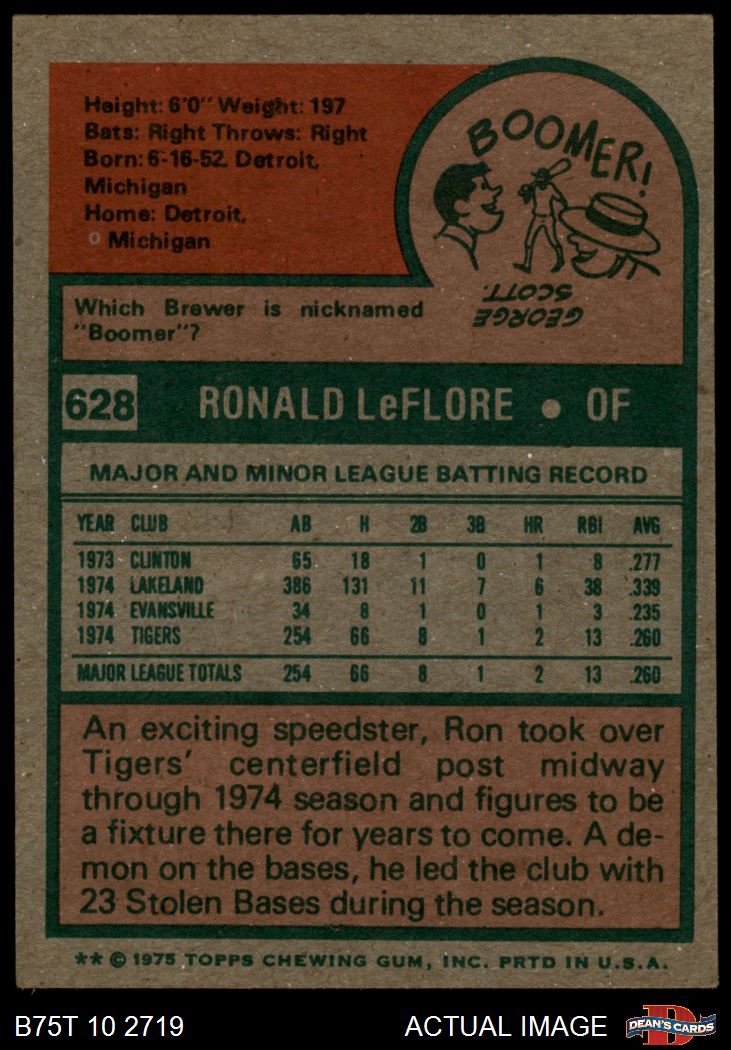 Height: 6'0" Weight: 197
Bats: Right Throws: Right
Born: 6-16-52. Detroit,
Michigan
Home: Detroit,
Michigan
BOOMER!
GEORGE
SCOTT.
Which Brewer is nicknamed
"Boomer"?
628 RONALD LeFLORE • OF
MAJOR AND MINOR LEAGUE BATTING RECORD
YEAR CLUB AB H 2B 3B HR RBI AVG
1973 CLINTON 65 18 1 0 1 8 .277
1974 LAKELAND 386 131 11 7 6 38 .339
1974 EVANSVILLE 34 8 1 0 1 3 .235
1974 TIGERS 254 66 8 1 2 13 .260
MAJOR LEAGUE TOTALS 254 66 8 1 2 13 .260
An exciting speedster, Ron took over
Tigers' centerfield post midway
through 1974 season and figures to be
a fixture there for years to come. A de-
mon on the bases, he led the club with
23 Stolen Bases during the season.
** © 1975 TOPPS CHEWING GUM, INC. PRTD IN U.S.A.
B75T 10 2719 ACTUAL IMAGE D DEAN'S CARDS